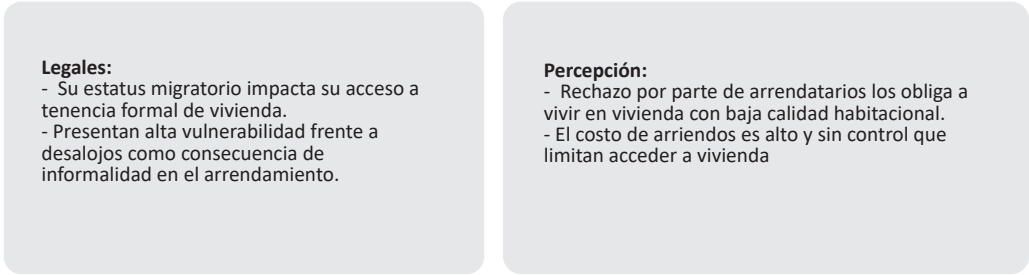 Legales:
- Su estatus migratorio impacta su acceso a
tenencia formal de vivienda.
- Presentan alta vulnerabilidad frente a
desalojos como consecuencia de
informalidad en el arrendamiento.
Percepción:
- Rechazo por parte de arrendatarios los obliga a
vivir en vivienda con baja calidad habitacional.
- El costo de arriendos es alto y sin control que
limitan acceder a vivienda